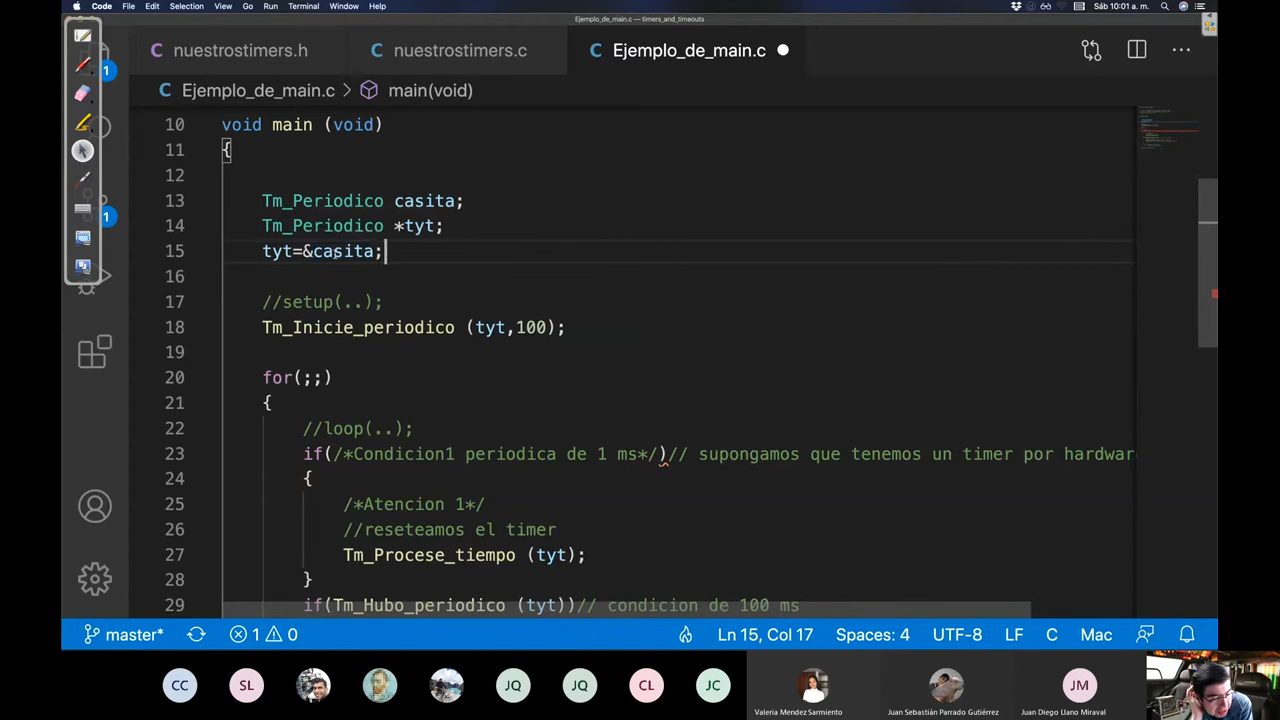 Code File Edit Selection View Go Run Terminal Window Help
Sáb 10:01 a. m.
Ejemplo_de_main.c — timers_and_timeouts
C nuestrostimers.h
C nuestrostimers.c
C Ejemplo_de_main.c
C Ejemplo_de_main.c > main(void)
1
1
10 void main (void)
11 {
12
13 Tm_Periodico casita;
14 Tm_Periodico *tyt;
15 tyt=&casita;
16
17 //setup(..);
18 Tm_Inicie_periodico (tyt,100);
19
20 for(;;)
21 {
22 //loop(..);
23 if(/*Condicion1 periodica de 1 ms*/)// supongamos que tenemos un timer por hardwar
24 {
25 /*Atencion 1*/
26 //reseteamos el timer
27 Tm_Procese_tiempo (tyt);
28 }
29 if(Tm_Hubo_periodico (tyt))// condicion de 100 ms
master* 1 0 Ln 15, Col 17 Spaces: 4 UTF-8 LF C Mac
CC SL JQ JQ CL JC JM
Valeria Mendez Sarmiento Juan Sebastián Parrado Gutiérrez Juan Diego Llano Miraval